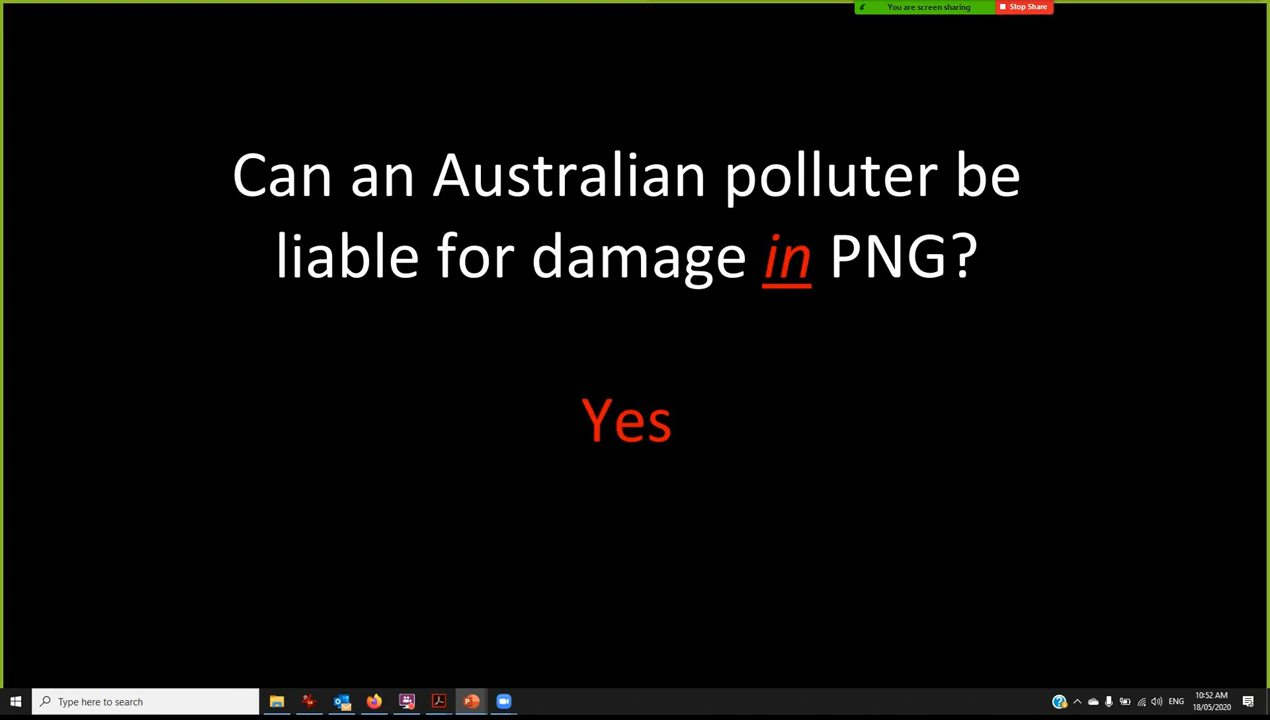 You are screen sharing
Stop Share
Can an Australian polluter be
liable for damage in PNG?
Yes
Type here to search
ENG
10:52 AM
18/05/2020